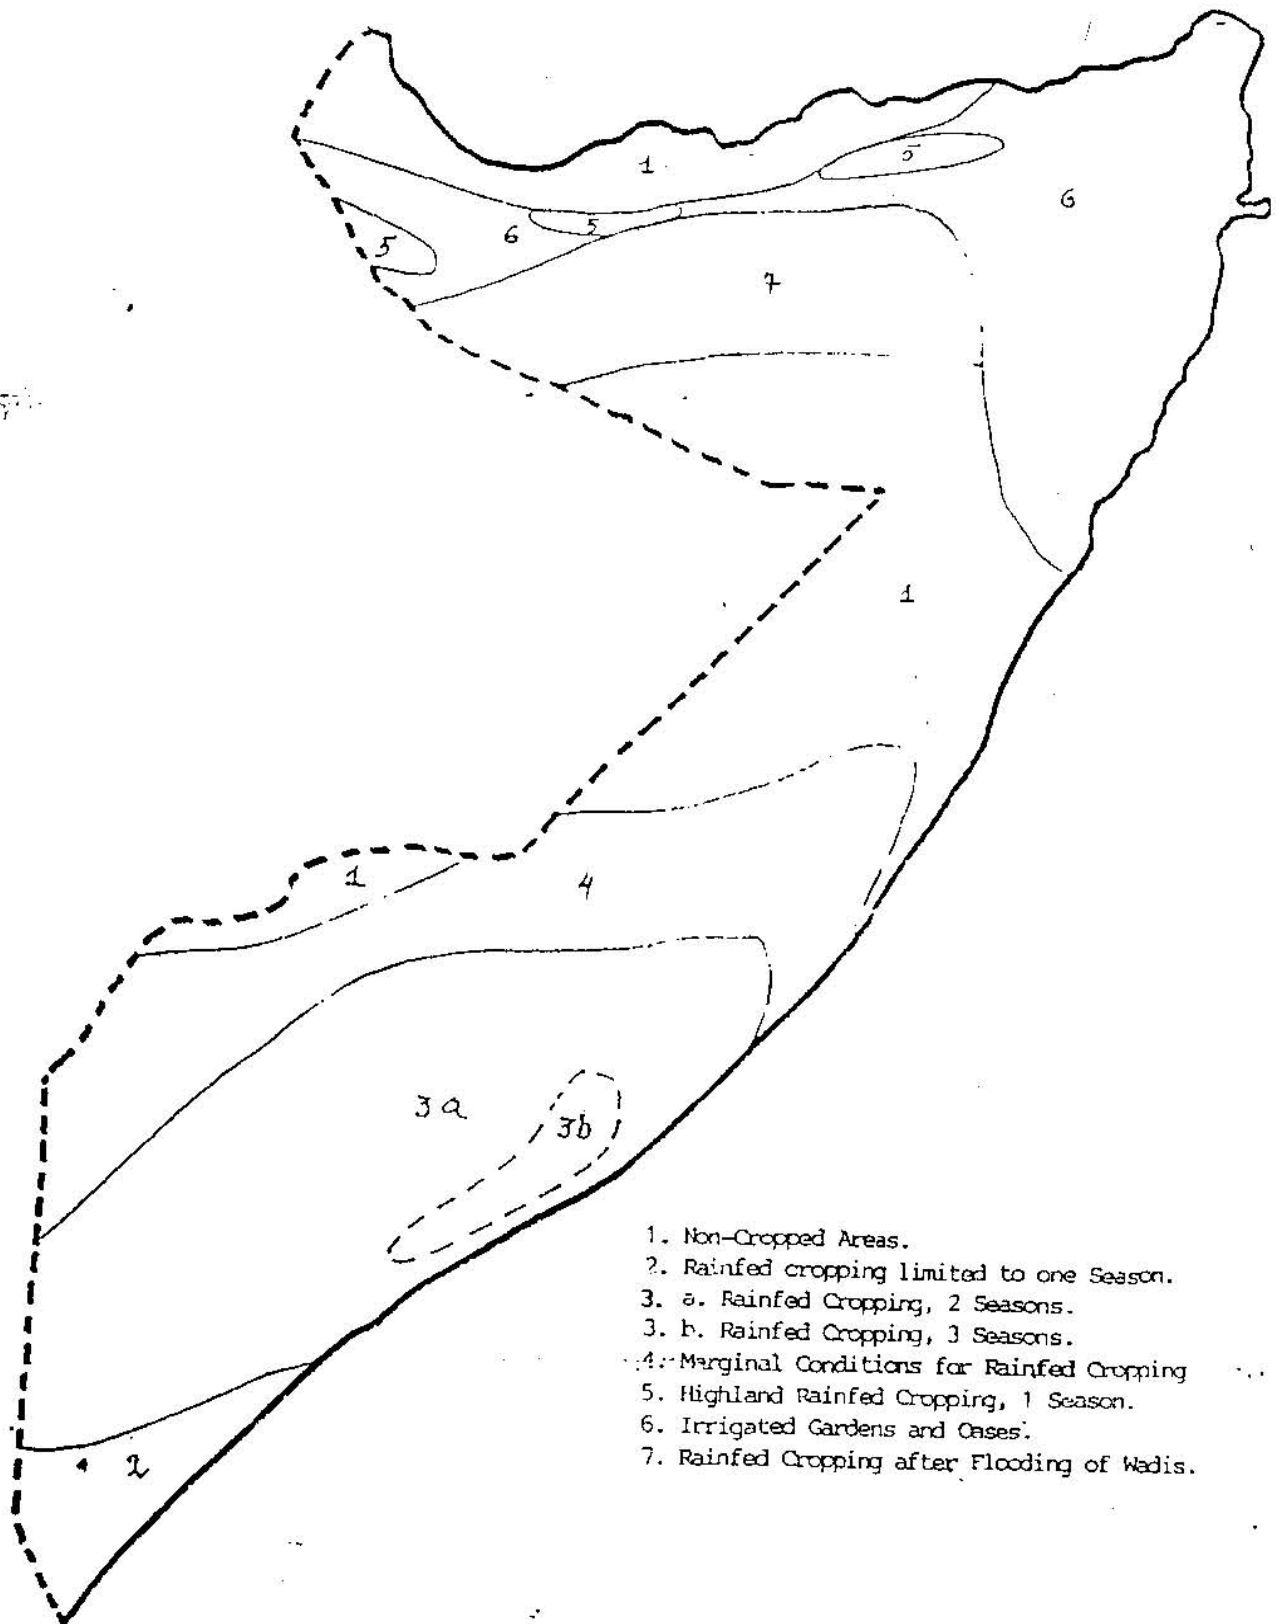 1
5
6
5
6
5
7
1
1
4
3a
3b
1. Non-Cropped Areas.
2. Rainfed cropping limited to one Season.
3. a. Rainfed Cropping, 2 Seasons.
3. b. Rainfed Cropping, 3 Seasons.
4. Marginal Conditions for Rainfed Cropping
5. Highland Rainfed Cropping, 1 Season.
6. Irrigated Gardens and Oases.
7. Rainfed Cropping after Flooding of Wadis.
2